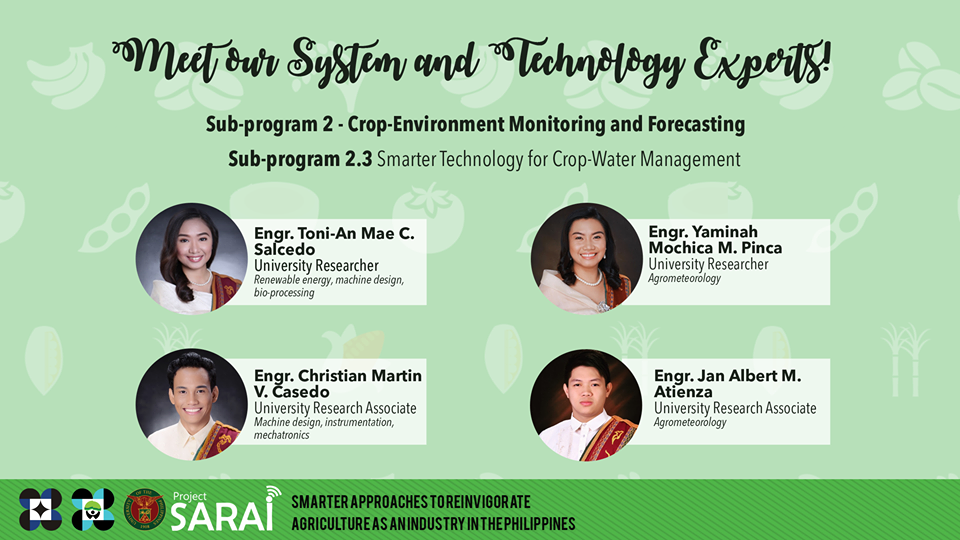 Meet our System and Technology Experts!
Sub-program 2 - Crop-Environment Monitoring and Forecasting
Sub-program 2.3 Smarter Technology for Crop-Water Management
Engr. Toni-An Mae C.
Salcedo
University Researcher
Renewable energy, machine design,
bio-processing
Engr. Yaminah
Mochica M. Pinca
University Researcher
Agrometeorology
Engr. Christian Martin
V. Casedo
University Research Associate
Machine design, instrumentation,
mechatronics
Engr. Jan Albert M.
Atienza
University Research Associate
Agrometeorology
Project
SARAI
SMARTER APPROACHES TO REINVIGORATE
AGRICULTURE AS AN INDUSTRY IN THE PHILIPPINES